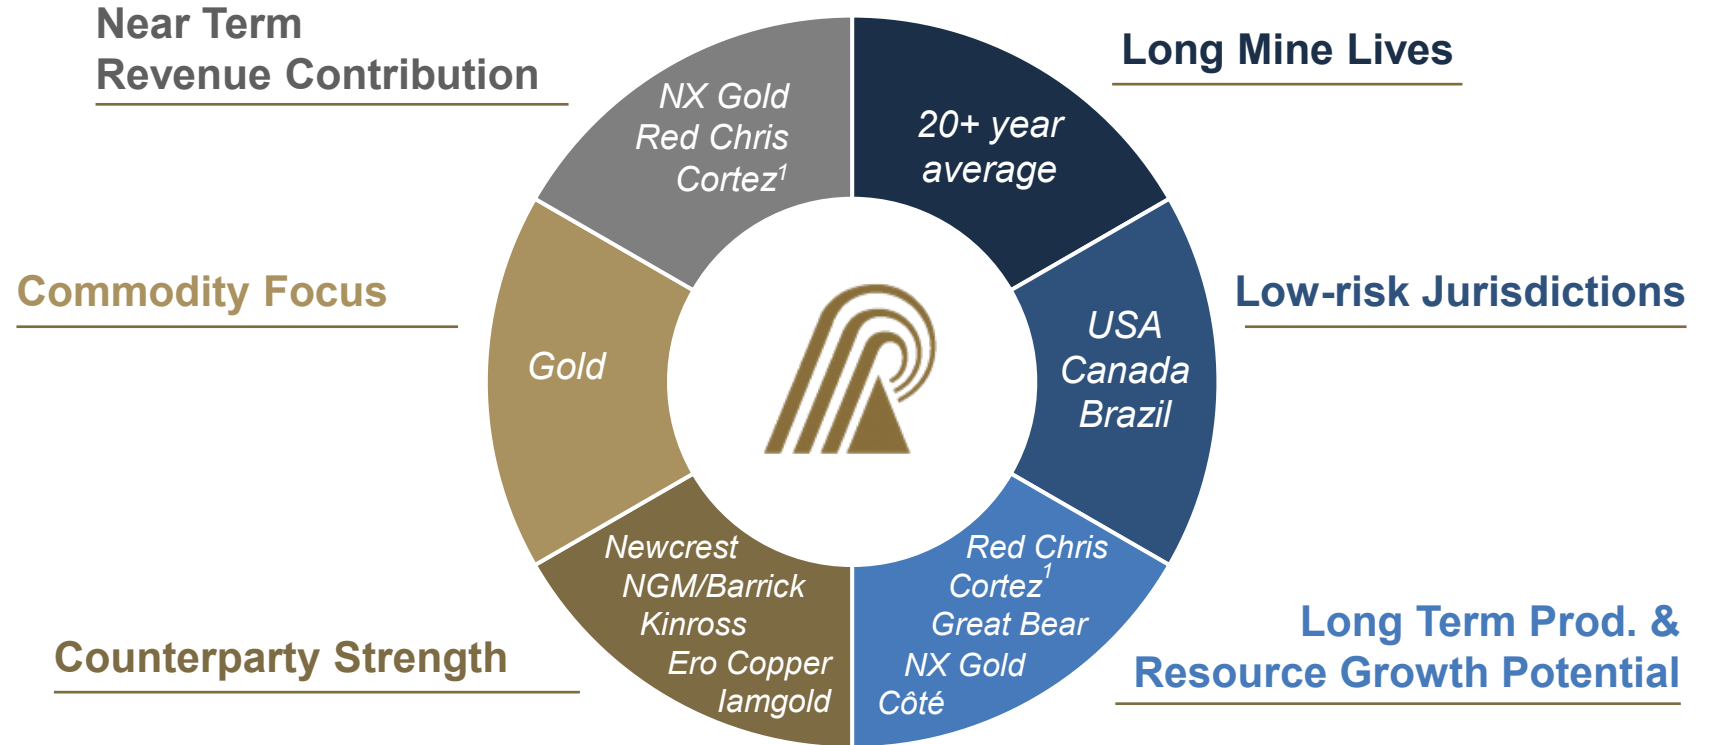 Near Term
Revenue Contribution
NX Gold
Red Chris
Cortez¹
Long Mine Lives
20+ year
average
Commodity Focus
Gold
Low-risk Jurisdictions
USA
Canada
Brazil
Counterparty Strength
Newcrest
NGM/Barrick
Kinross
Ero Copper
Iamgold
Red Chris
Cortez¹
Great Bear
NX Gold
Côté
Long Term Prod. &
Resource Growth Potential